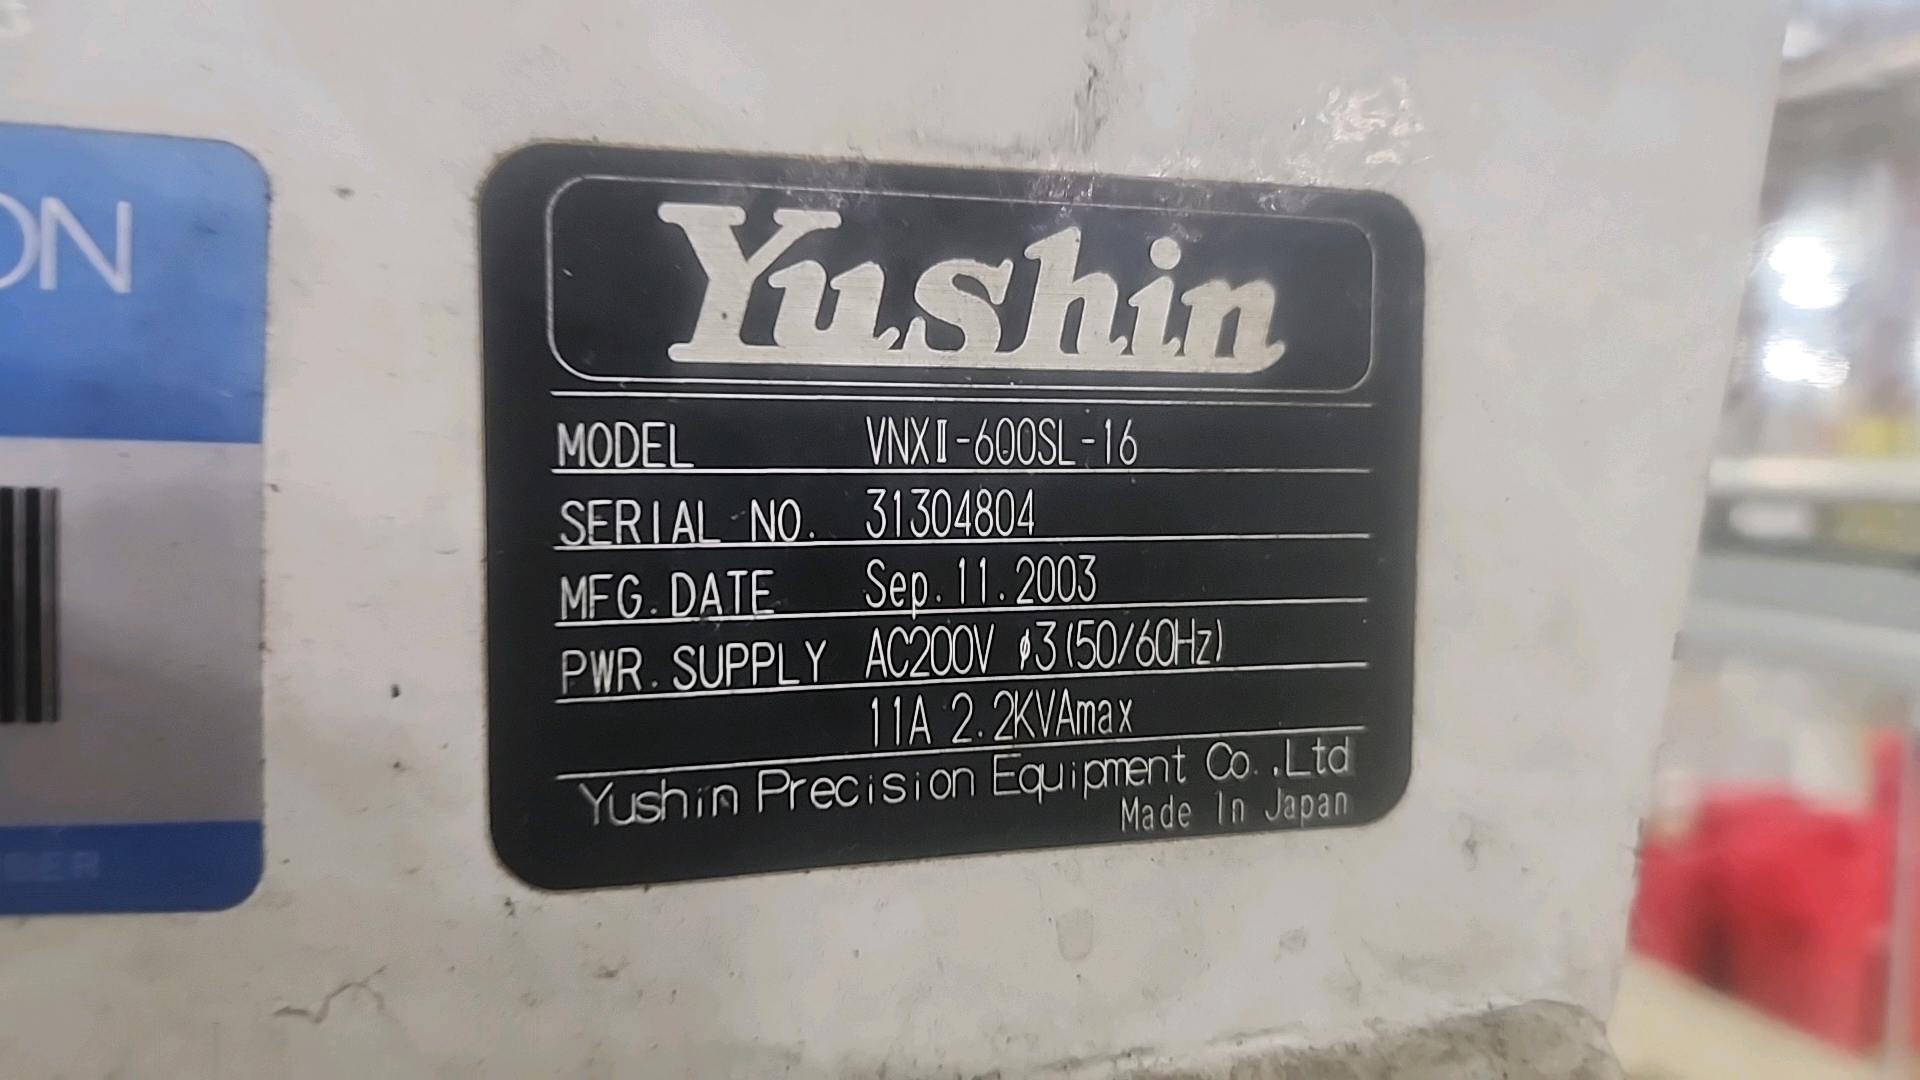 Yushin
MODEL VNXⅡ-600SL-16
SERIAL NO. 31304804
MFG.DATE Sep.11.2003
PWR.SUPPLY AC200V φ3(50/60Hz)
11A 2.2KVAmax
Yushin Precision Equipment Co.,Ltd
Made In Japan